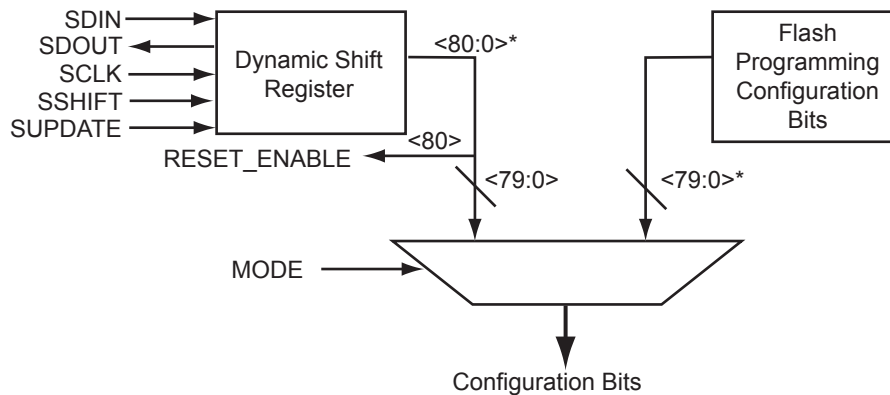 SDIN
SDOUT
SCLK
SSHIFT
SUPDATE
Dynamic Shift
Register
<80:0>*
Flash
Programming
Configuration
Bits
<80>
RESET_ENABLE
<79:0>
<79:0>*
MODE
Configuration Bits